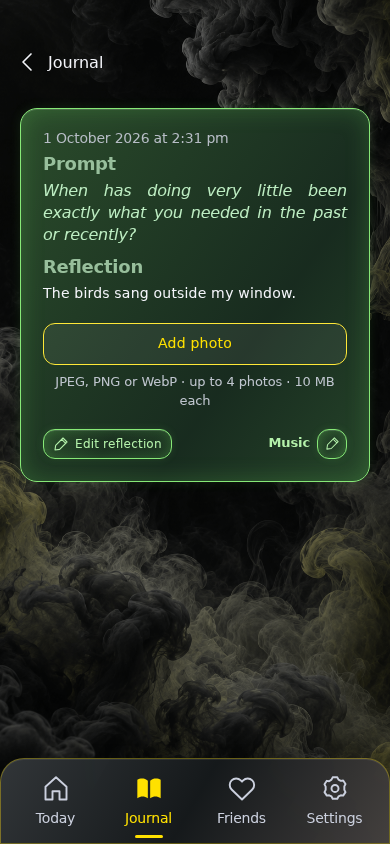 Journal
1 October 2026 at 2:31 pm
Prompt
When has doing very little been
exactly what you needed in the past
or recently?
Reflection
The birds sang outside my window.
Add photo
JPEG, PNG or WebP · up to 4 photos · 10 MB
each
Edit reflection
Music
Today
Journal
Friends
Settings